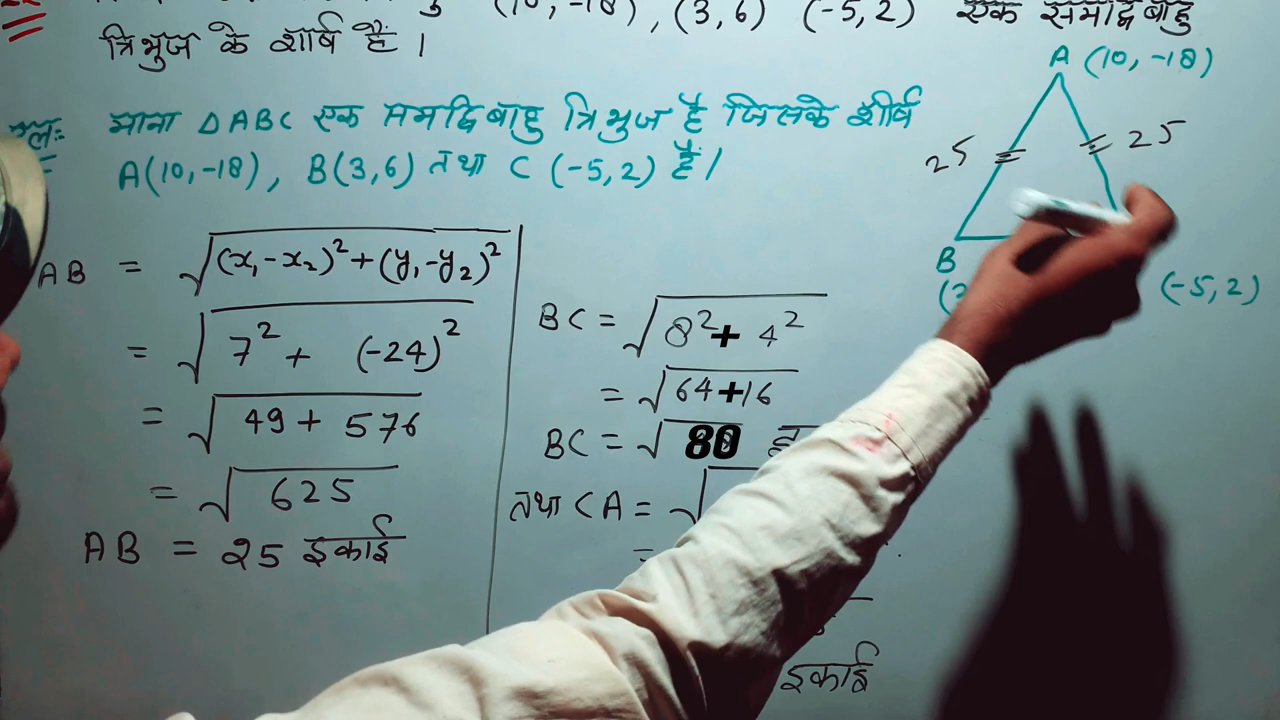 (10, -18), (3, 6) (-5, 2) एक समद्विबाहु
त्रिभुज के शीर्ष है।
माना ΔABC एक समद्विबाहु त्रिभुज है जिसके शीर्ष
A(10, -18), B(3, 6) तथा C (-5, 2) है।
A (10, -18)
25
25
B
(-5, 2)
AB = √(x₁-x₂)²+(y₁-y₂)²
= √7² + (-24)²
= √49 + 576
= √625
AB = 25 इकाई
BC = √8² + 4²
= √64+16
BC = √80
तथा CA = √
=
इकाई